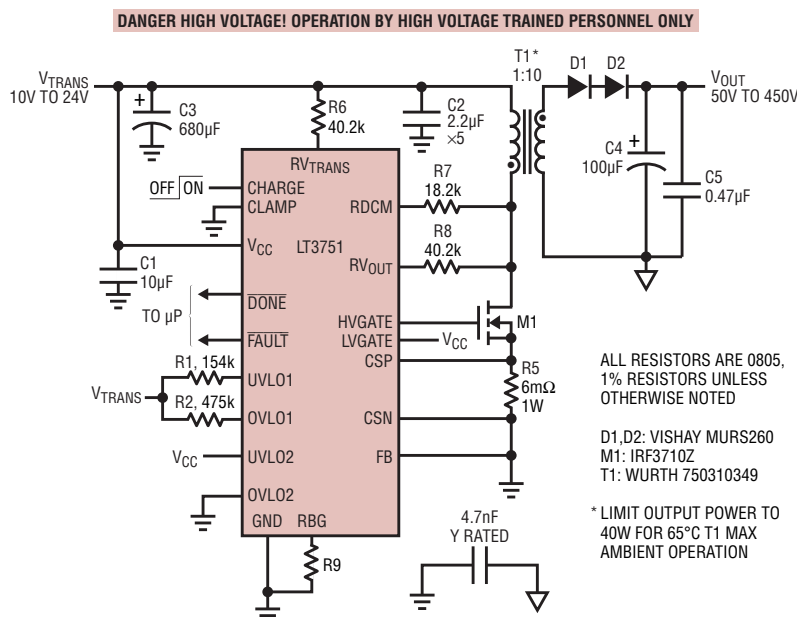 DANGER HIGH VOLTAGE! OPERATION BY HIGH VOLTAGE TRAINED PERSONNEL ONLY
VTRANS
10V TO 24V
C3
680µF
R6
40.2k
C2
2.2µF
×5
T1*
1:10
D1
D2
VOUT
50V TO 450V
C4
100µF
C5
0.47µF
OFF ON
RVTRANS
CHARGE
CLAMP
VCC
LT3751
RDCM
RVOUT
R7
18.2k
R8
40.2k
C1
10µF
TO µP
DONE
FAULT
HVGATE
LVGATE
VCC
M1
CSP
R5
6mΩ
1W
CSN
FB
VTRANS
R1, 154k
R2, 475k
UVLO1
OVLO1
VCC
UVLO2
OVLO2
GND
RBG
R9
4.7nF
Y RATED
ALL RESISTORS ARE 0805,
1% RESISTORS UNLESS
OTHERWISE NOTED
D1,D2: VISHAY MURS260
M1: IRF3710Z
T1: WURTH 750310349
* LIMIT OUTPUT POWER TO
40W FOR 65°C T1 MAX
AMBIENT OPERATION
+
+